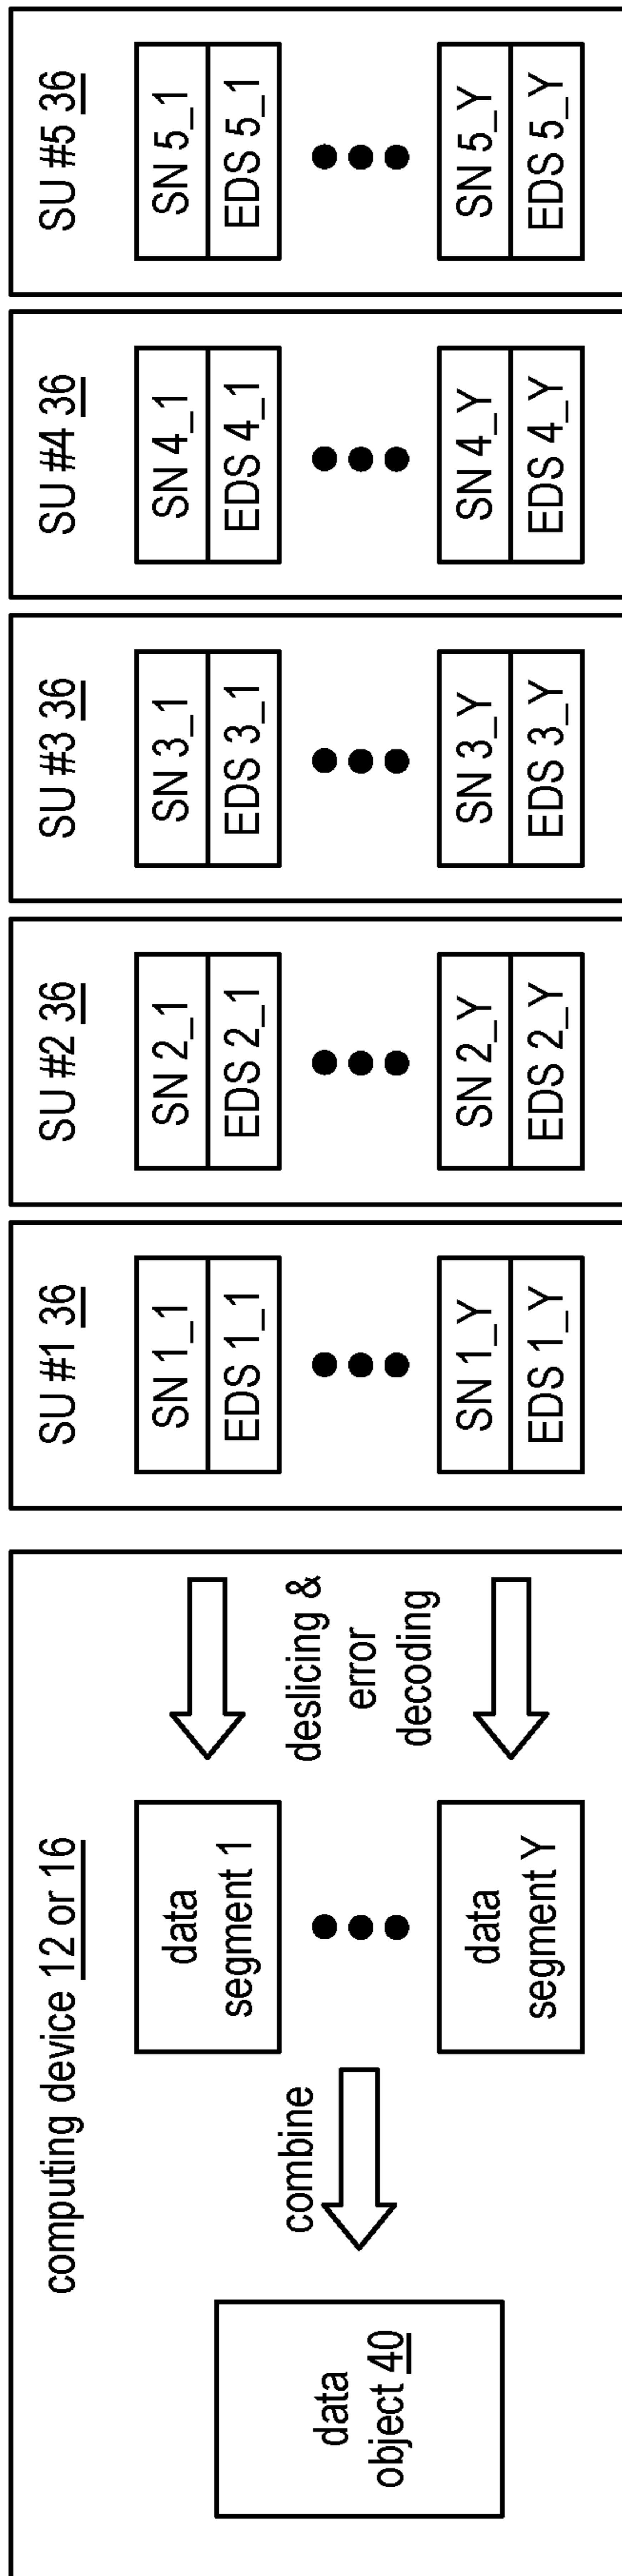 computing device 12 or 16
data
object 40
combine
data
segment 1
data
segment Y
deslicing &
error
decoding
SU #1 36
SN 1_1
EDS 1_1
SN 1_Y
EDS 1_Y
SU #2 36
SN 2_1
EDS 2_1
SN 2_Y
EDS 2_Y
SU #3 36
SN 3_1
EDS 3_1
SN 3_Y
EDS 3_Y
SU #4 36
SN 4_1
EDS 4_1
SN 4_Y
EDS 4_Y
SU #5 36
SN 5_1
EDS 5_1
SN 5_Y
EDS 5_Y